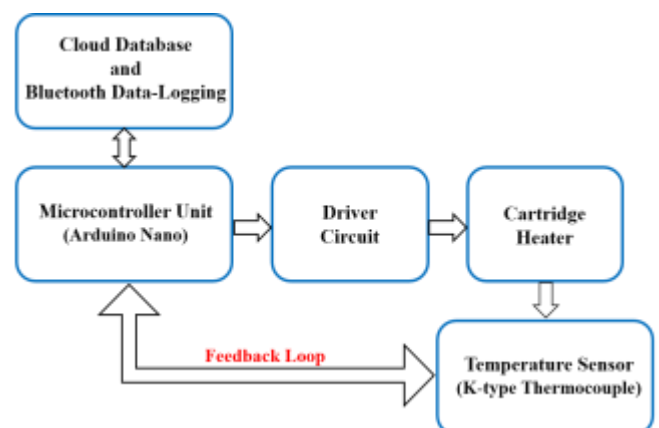 Cloud Database
and
Bluetooth Data-Logging
Microcontroller Unit
(Arduino Nano)
Driver
Circuit
Cartridge
Heater
Feedback Loop
Temperature Sensor
(K-type Thermocouple)